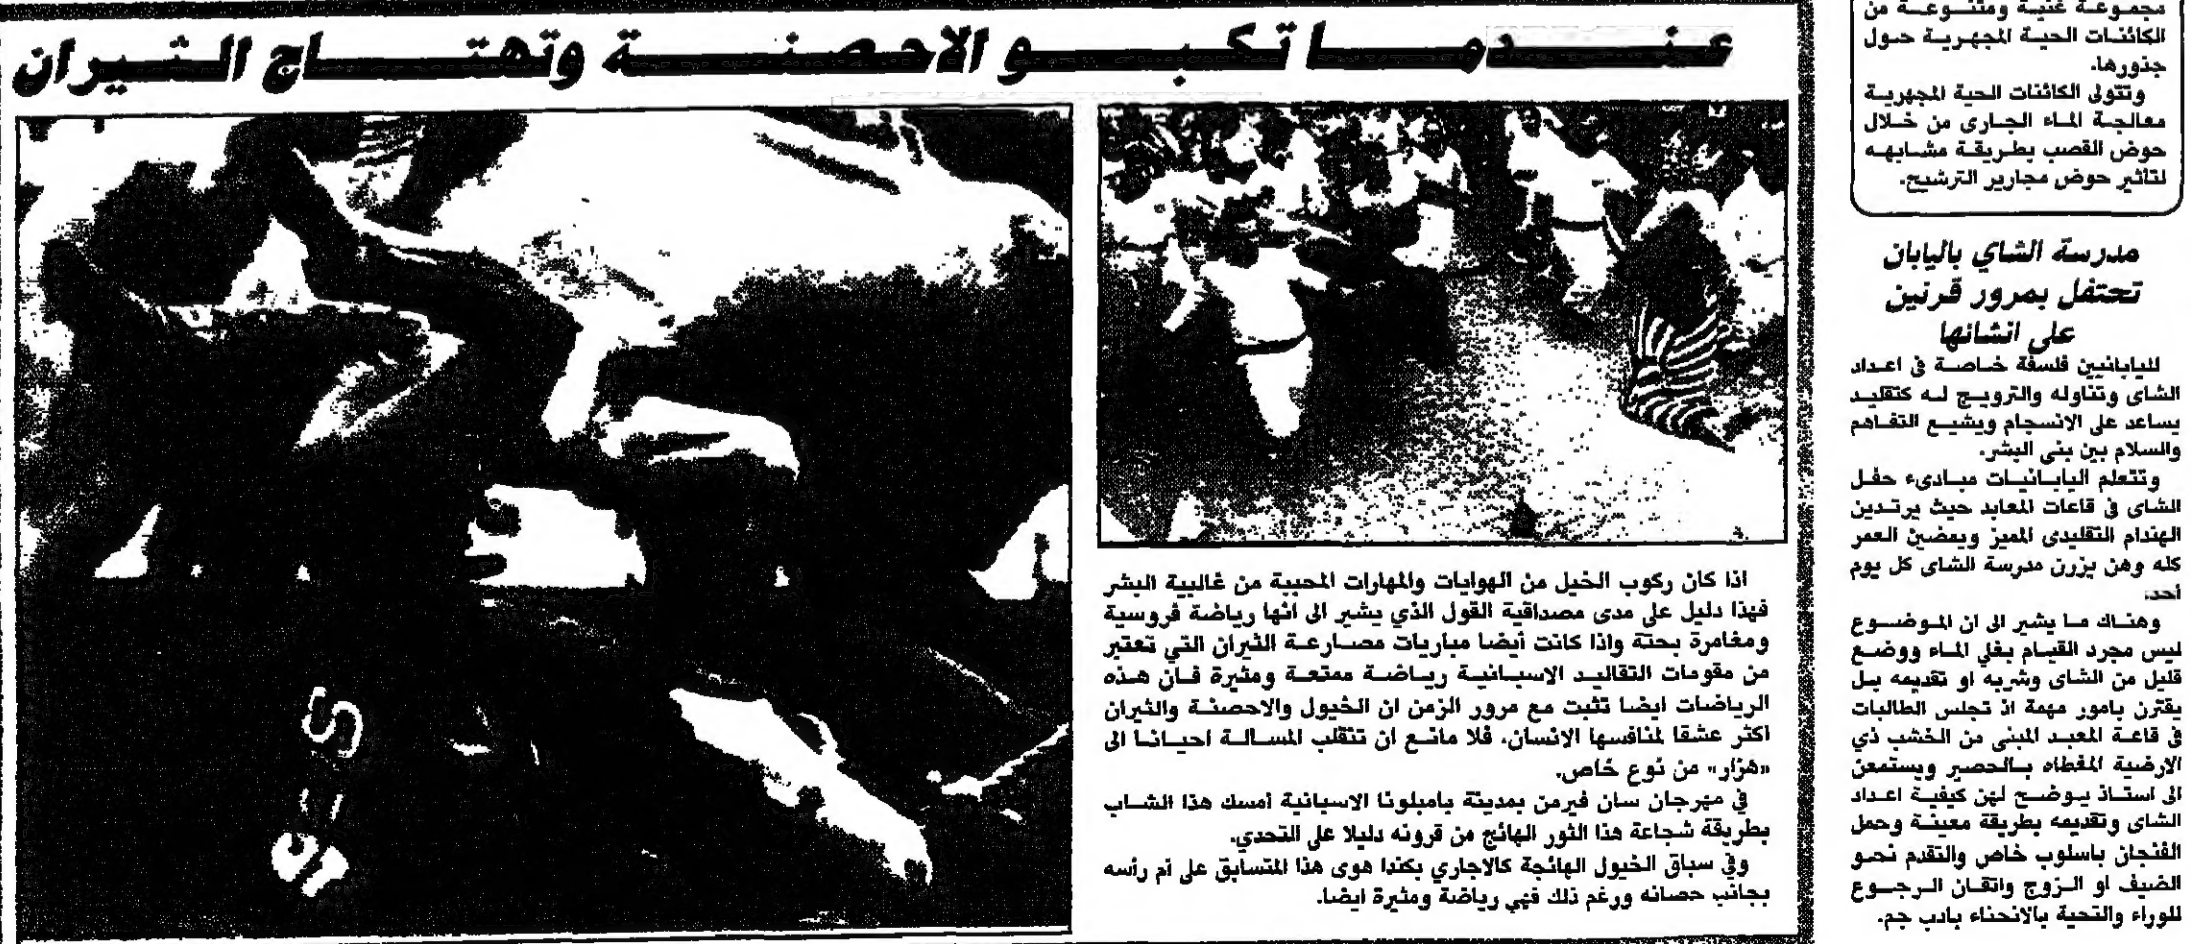 مجموعة غنية ومتنوعة من
الكائنات الحية المجهرية حول
جذورها.
وتتولى الكائنات الحية المجهرية
معالجة الماء الجارى من خلال
حوض القصب بطريقة مشابهه
لتأثير حوض مجارير الترشيح.
مدرسة الشاي باليابان
تحتفل بمرور قرنين
على انشائها
لليابانيين فلسفة خاصة في اعداد
الشاى وتناوله والترويج له كتقليد
يساعد على الانسجام ويشيع التفاهم
والسلام بين بنى البشر.
وتتعلم اليابانيات مبادىء حفل
الشاى في قاعات المعابد حيث يرتدين
الهندام التقليدى المميز ويمضين العمر
كله وهن يزرن مدرسة الشاى كل يوم
أحد.
وهناك ما يشير الى ان الموضوع
ليس مجرد القيام بغلي الماء ووضع
قليل من الشاى وشربه او تقديمه بل
يقترن بامور مهمة اذ تجلس الطالبات
في قاعة المعبد المبنى من الخشب ذي
الارضية المغطاه بالحصير ويستمعن
الى استاذ يوضح لهن كيفية اعداد
الشاى وتقديمه بطريقة معينة وحمل
الفنجان باسلوب خاص والتقدم نحو
الضيف او الزوج واتقان الرجوع
للوراء والتحية بالانحناء بادب جم.
عندما تكبو الاحصنة وتهتاج الثيران
اذا كان ركوب الخيل من الهوايات والمهارات المحببة من غالبية البشر
فهذا دليل على مدى مصداقية القول الذي يشير الى انها رياضة فروسية
ومغامرة بحتة واذا كانت أيضا مباريات مصارعة الثيران التي تعتبر
من مقومات التقاليد الاسبانية رياضة ممتعة ومثيرة فان هذه
الرياضات ايضا تثبت مع مرور الزمن ان الخيول والاحصنة والثيران
اكثر عشقا لمنافسها الانسان، فلا مانع ان تنقلب المسالة احيانا الى
«هزار» من نوع خاص.
في مهرجان سان فيرمن بمدينة بامبلونا الاسبانية أمسك هذا الشاب
بطريقة شجاعة هذا الثور الهائج من قرونه دليلا على التحدي.
وفي سباق الخيول الهائجة كالاجاري بكندا هوى هذا المتسابق على ام رأسه
بجانب حصانه ورغم ذلك فهي رياضة ومثيرة ايضا.